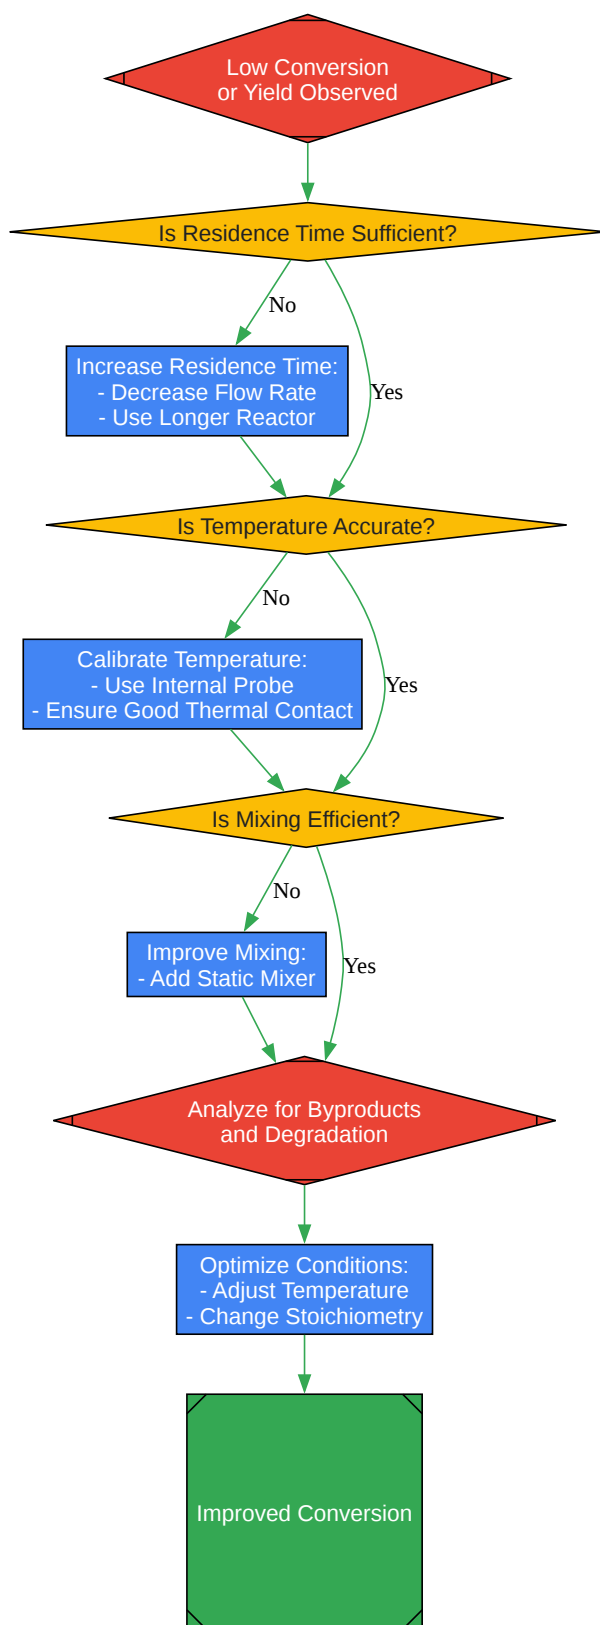 Low Conversion
or Yield Observed
Is Residence Time Sufficient?
No
Increase Residence Time:
- Decrease Flow Rate
- Use Longer Reactor
Yes
Is Temperature Accurate?
No
Calibrate Temperature:
- Use Internal Probe
- Ensure Good Thermal Contact
Yes
Is Mixing Efficient?
No
Improve Mixing:
- Add Static Mixer
Yes
Analyze for Byproducts
and Degradation
Optimize Conditions:
- Adjust Temperature
- Change Stoichiometry
Improved Conversion